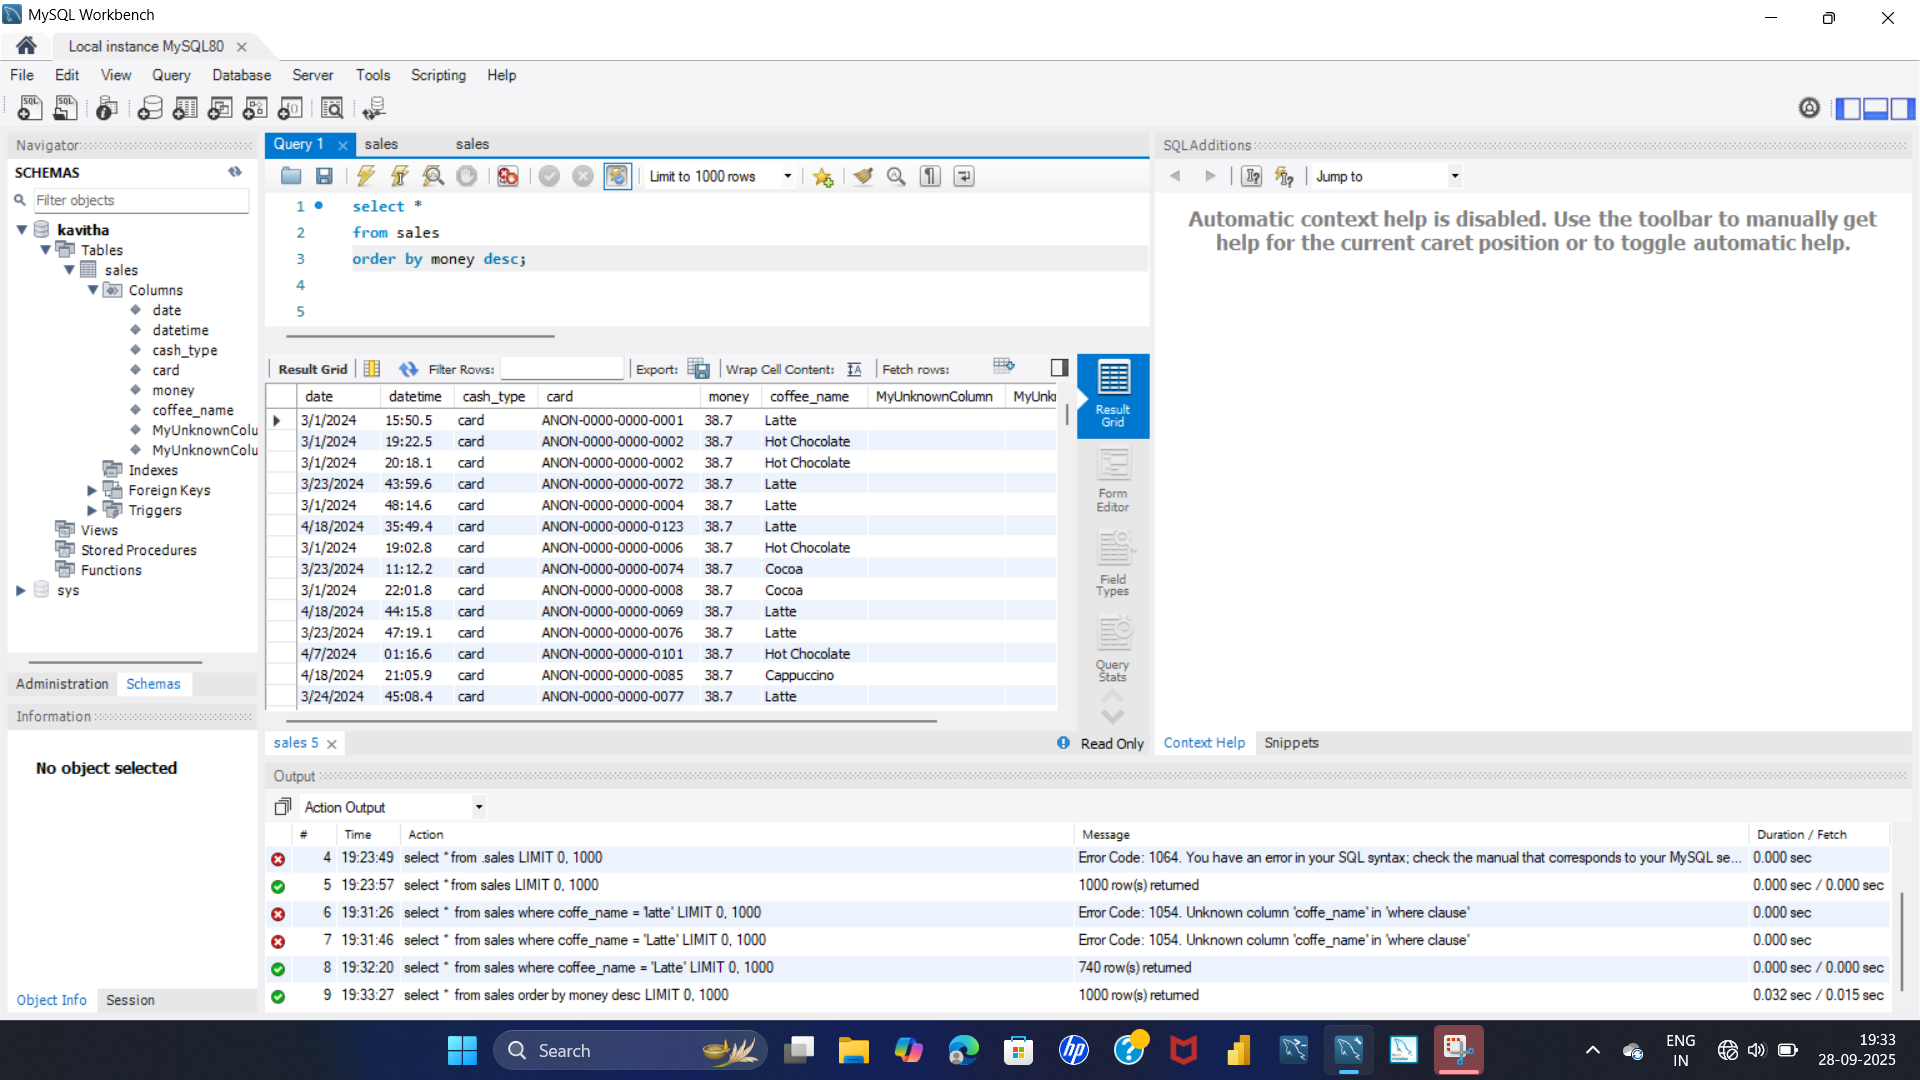 MySQL Workbench
Local instance MySQL80
File Edit View Query Database Server Tools Scripting Help
Navigator
SCHEMAS
Filter objects
kavitha
Tables
sales
Columns
date
datetime
cash_type
card
money
coffee_name
MyUnknownColu
MyUnknownColu
Indexes
Foreign Keys
Triggers
Views
Stored Procedures
Functions
sys
Administration Schemas
Information
No object selected
Object Info Session
Query 1 sales sales
Limit to 1000 rows
1 select *
2 from sales
3 order by money desc;
4
5
Result Grid Filter Rows: Export: Wrap Cell Content: Fetch rows:
date datetime cash_type card money coffee_name MyUnknownColumn MyUnkı
3/1/2024 15:50.5 card ANON-0000-0000-0001 38.7 Latte
3/1/2024 19:22.5 card ANON-0000-0000-0002 38.7 Hot Chocolate
3/1/2024 20:18.1 card ANON-0000-0000-0002 38.7 Hot Chocolate
3/23/2024 43:59.6 card ANON-0000-0000-0072 38.7 Latte
3/1/2024 48:14.6 card ANON-0000-0000-0004 38.7 Latte
4/18/2024 35:49.4 card ANON-0000-0000-0123 38.7 Latte
3/1/2024 19:02.8 card ANON-0000-0000-0006 38.7 Hot Chocolate
3/23/2024 11:12.2 card ANON-0000-0000-0074 38.7 Cocoa
3/1/2024 22:01.8 card ANON-0000-0000-0008 38.7 Cocoa
4/18/2024 44:15.8 card ANON-0000-0000-0069 38.7 Latte
3/23/2024 47:19.1 card ANON-0000-0000-0076 38.7 Latte
4/7/2024 01:16.6 card ANON-0000-0000-0101 38.7 Hot Chocolate
4/18/2024 21:05.9 card ANON-0000-0000-0085 38.7 Cappuccino
3/24/2024 45:08.4 card ANON-0000-0000-0077 38.7 Latte
Result
Grid
Form
Editor
Field
Types
Query
Stats
sales 5
Read Only
SQLAdditions
Jump to
Automatic context help is disabled. Use the toolbar to manually get
help for the current caret position or to toggle automatic help.
Context Help Snippets
Output
Action Output
# Time Action Message Duration / Fetch
4 19:23:49 select * from .sales LIMIT 0, 1000 Error Code: 1064. You have an error in your SQL syntax; check the manual that corresponds to your MySQL se... 0.000 sec
5 19:23:57 select * from sales LIMIT 0, 1000 1000 row(s) returned 0.000 sec / 0.000 sec
6 19:31:26 select * from sales where coffe_name = 'latte' LIMIT 0, 1000 Error Code: 1054. Unknown column 'coffe_name' in 'where clause' 0.000 sec
7 19:31:46 select * from sales where coffe_name = 'Latte' LIMIT 0, 1000 Error Code: 1054. Unknown column 'coffe_name' in 'where clause' 0.000 sec
8 19:32:20 select * from sales where coffee_name = 'Latte' LIMIT 0, 1000 740 row(s) returned 0.000 sec / 0.000 sec
9 19:33:27 select * from sales order by money desc LIMIT 0, 1000 1000 row(s) returned 0.032 sec / 0.015 sec
Search
ENG
IN
19:33
28-09-2025